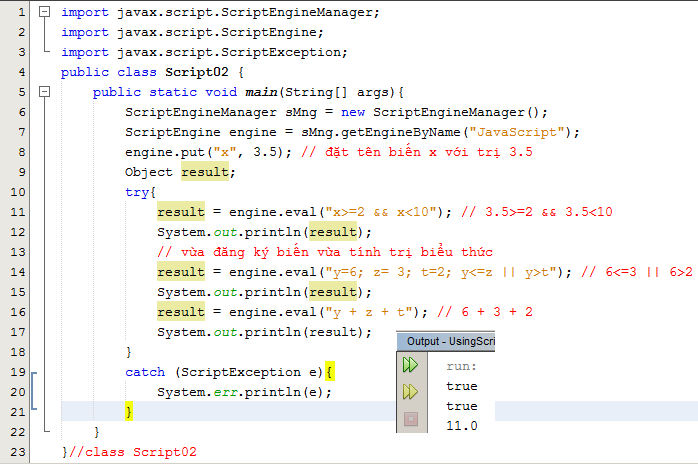 1 import javax.script.ScriptEngineManager;
2 import javax.script.ScriptEngine;
3 import javax.script.ScriptException;
4 public class Script02 {
5 public static void main(String[] args){
6 ScriptEngineManager sMng = new ScriptEngineManager();
7 ScriptEngine engine = sMng.getEngineByName("JavaScript");
8 engine.put("x", 3.5); // đặt tên biến x với trị 3.5
9 Object result;
10 try{
11 result = engine.eval("x>=2 && x<10"); // 3.5>=2 && 3.5<10
12 System.out.println(result);
13 // vừa đăng ký biến vừa tính trị biểu thức
14 result = engine.eval("y=6; z= 3; t=2; y<=z || y>t"); // 6<=3 || 6>2
15 System.out.println(result);
16 result = engine.eval("y + z + t"); // 6 + 3 + 2
17 System.out.println(result);
18 }
19 catch (ScriptException e){
20 System.err.println(e);
21 }
22 }
23 }//class Script02
Output - UsingScri
run:
true
true
11.0